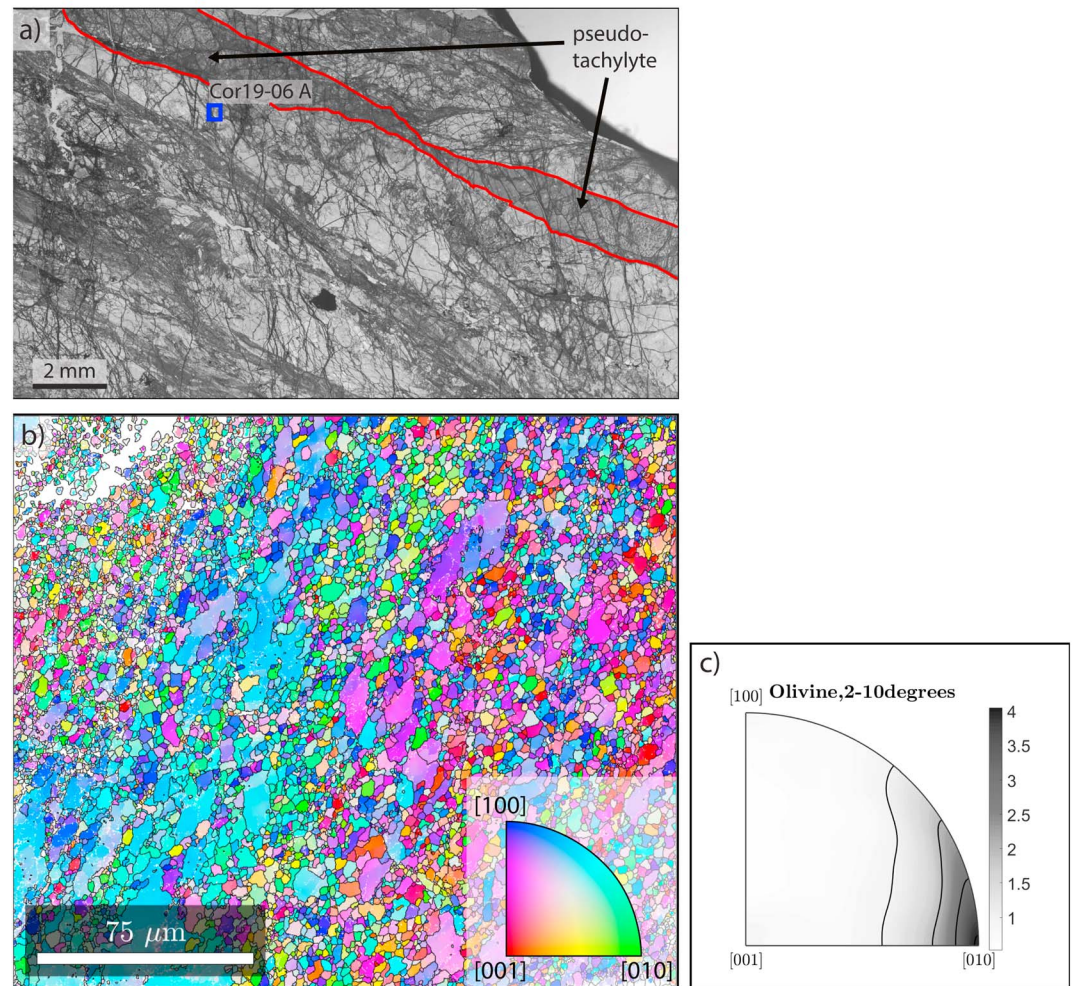 a)
pseudo-
tachylyte
Cor19-06 A
2 mm
b)
[100]
[001]
[010]
75 μm
c)
[100] Olivine,2-10degrees
4
3.5
3
2.5
2
1.5
1
[001]
[010]